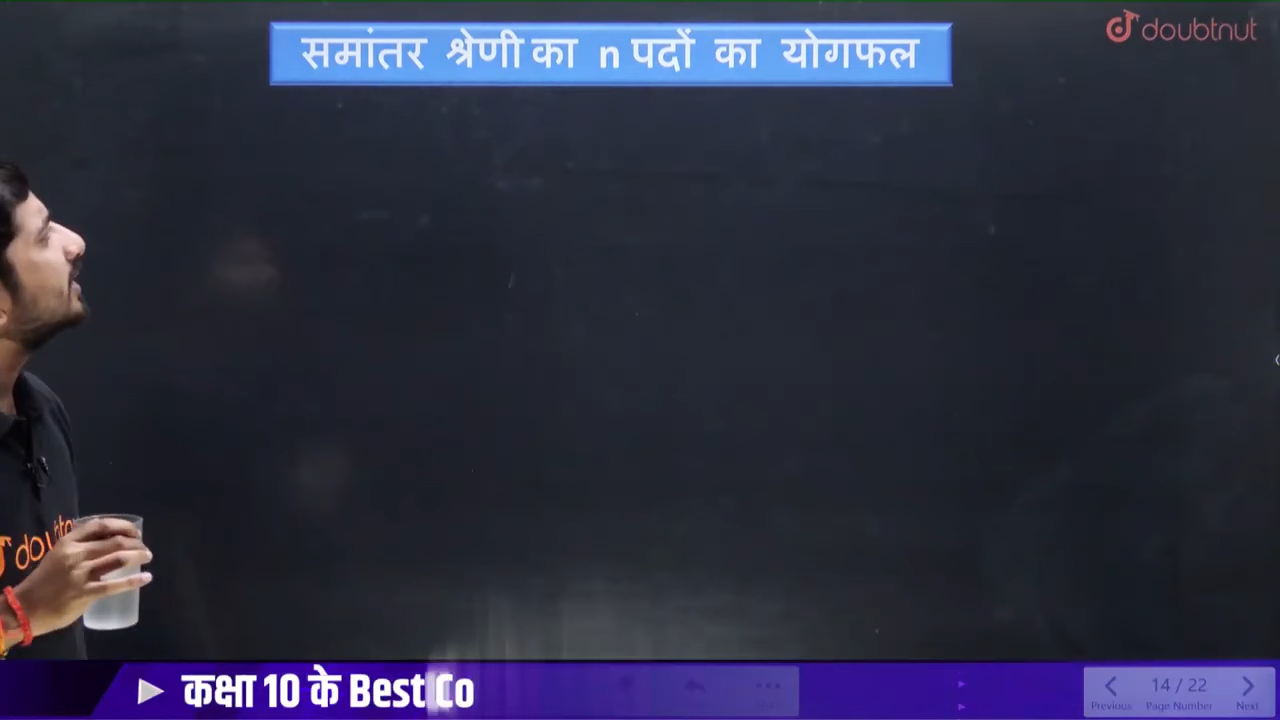 समांतर श्रेणी का n पदों का योगफल
doubtnut
कक्षा 10 के Best Co
14 / 22
Previous Page Number Next